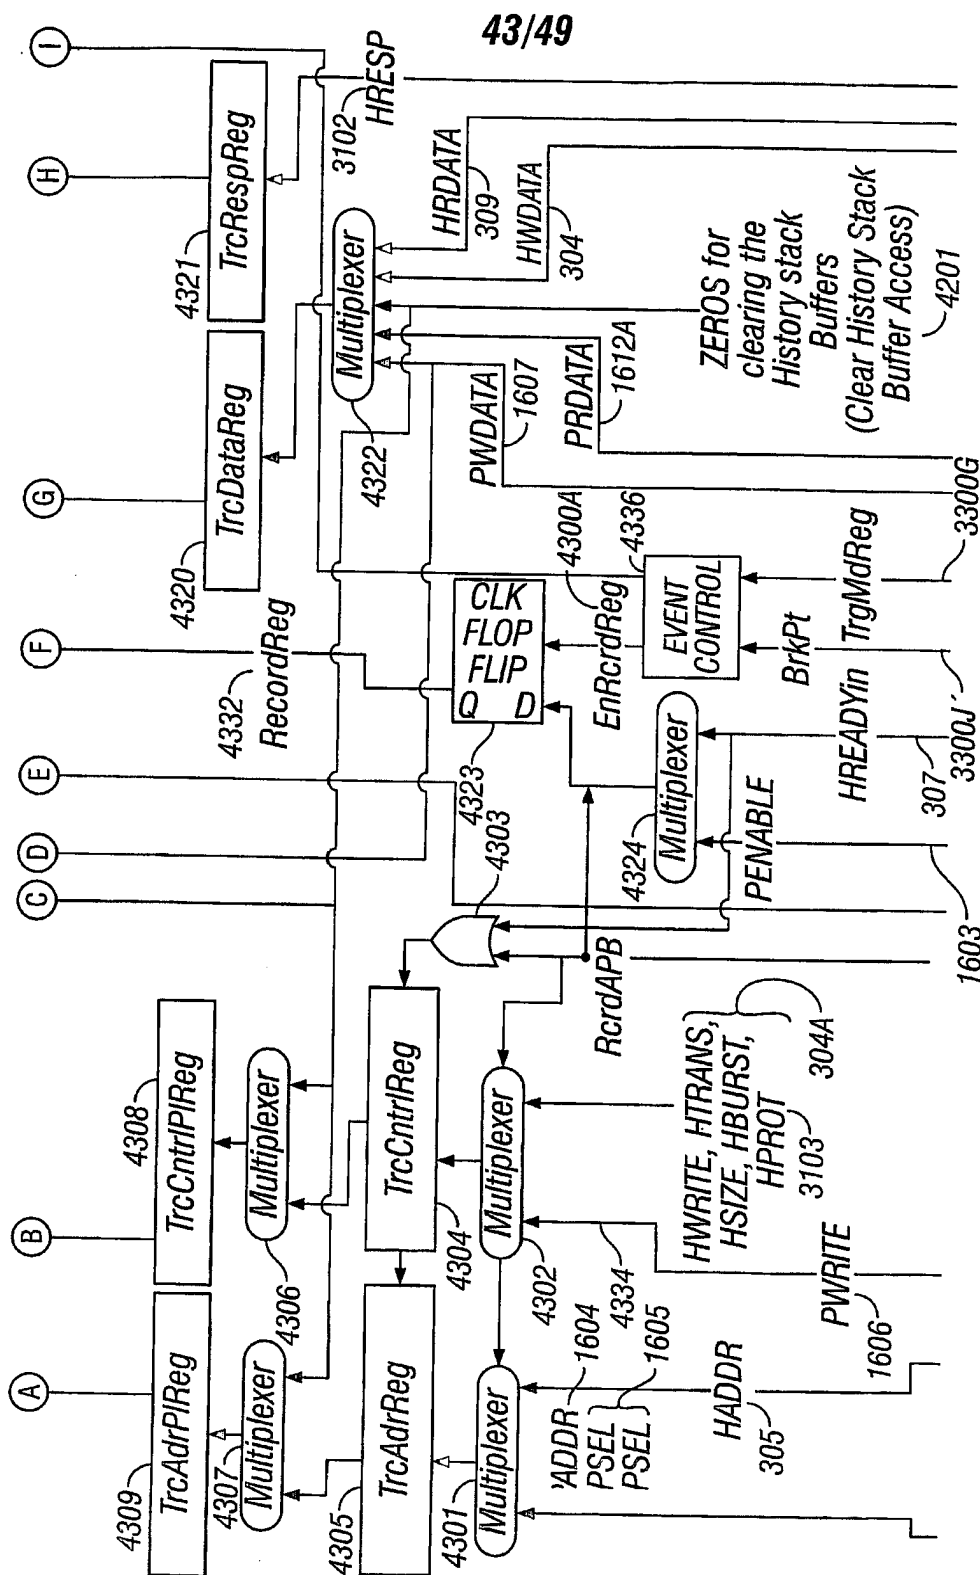 43/49
A
B
C
D
E
F
G
H
I
4309
TrcAdrPlReg
4308
TrcCntrlPlReg
4332
RecordReg
4320
TrcDataReg
4321
TrcRespReg
3102
HRESP
4307
Multiplexer
4306
Multiplexer
4322
Multiplexer
HRDATA
309
HWDATA
304
4305
TrcAdrReg
TrcCntrlReg
4304
4303
4323
CLK
FLOP
FLIP
Q D
EnRcrdReg
4300A
4336
EVENT
CONTROL
PWDATA
1607
PRDATA
1612A
ZEROS for
clearing the
History stack
Buffers
(Clear History Stack
Buffer Access)
4201
4301
Multiplexer
4302
Multiplexer
RcrdAPB
4324
Multiplexer
'ADDR
1604
PSEL
PSEL
1605
4334
HADDR
305
PWRITE
1606
HWRITE, HTRANS,
HSIZE, HBURST,
HPROT
3103
304A
PENABLE
1603
HREADYin
307
BrkPt
3300J'
TrgMdReg
3300G